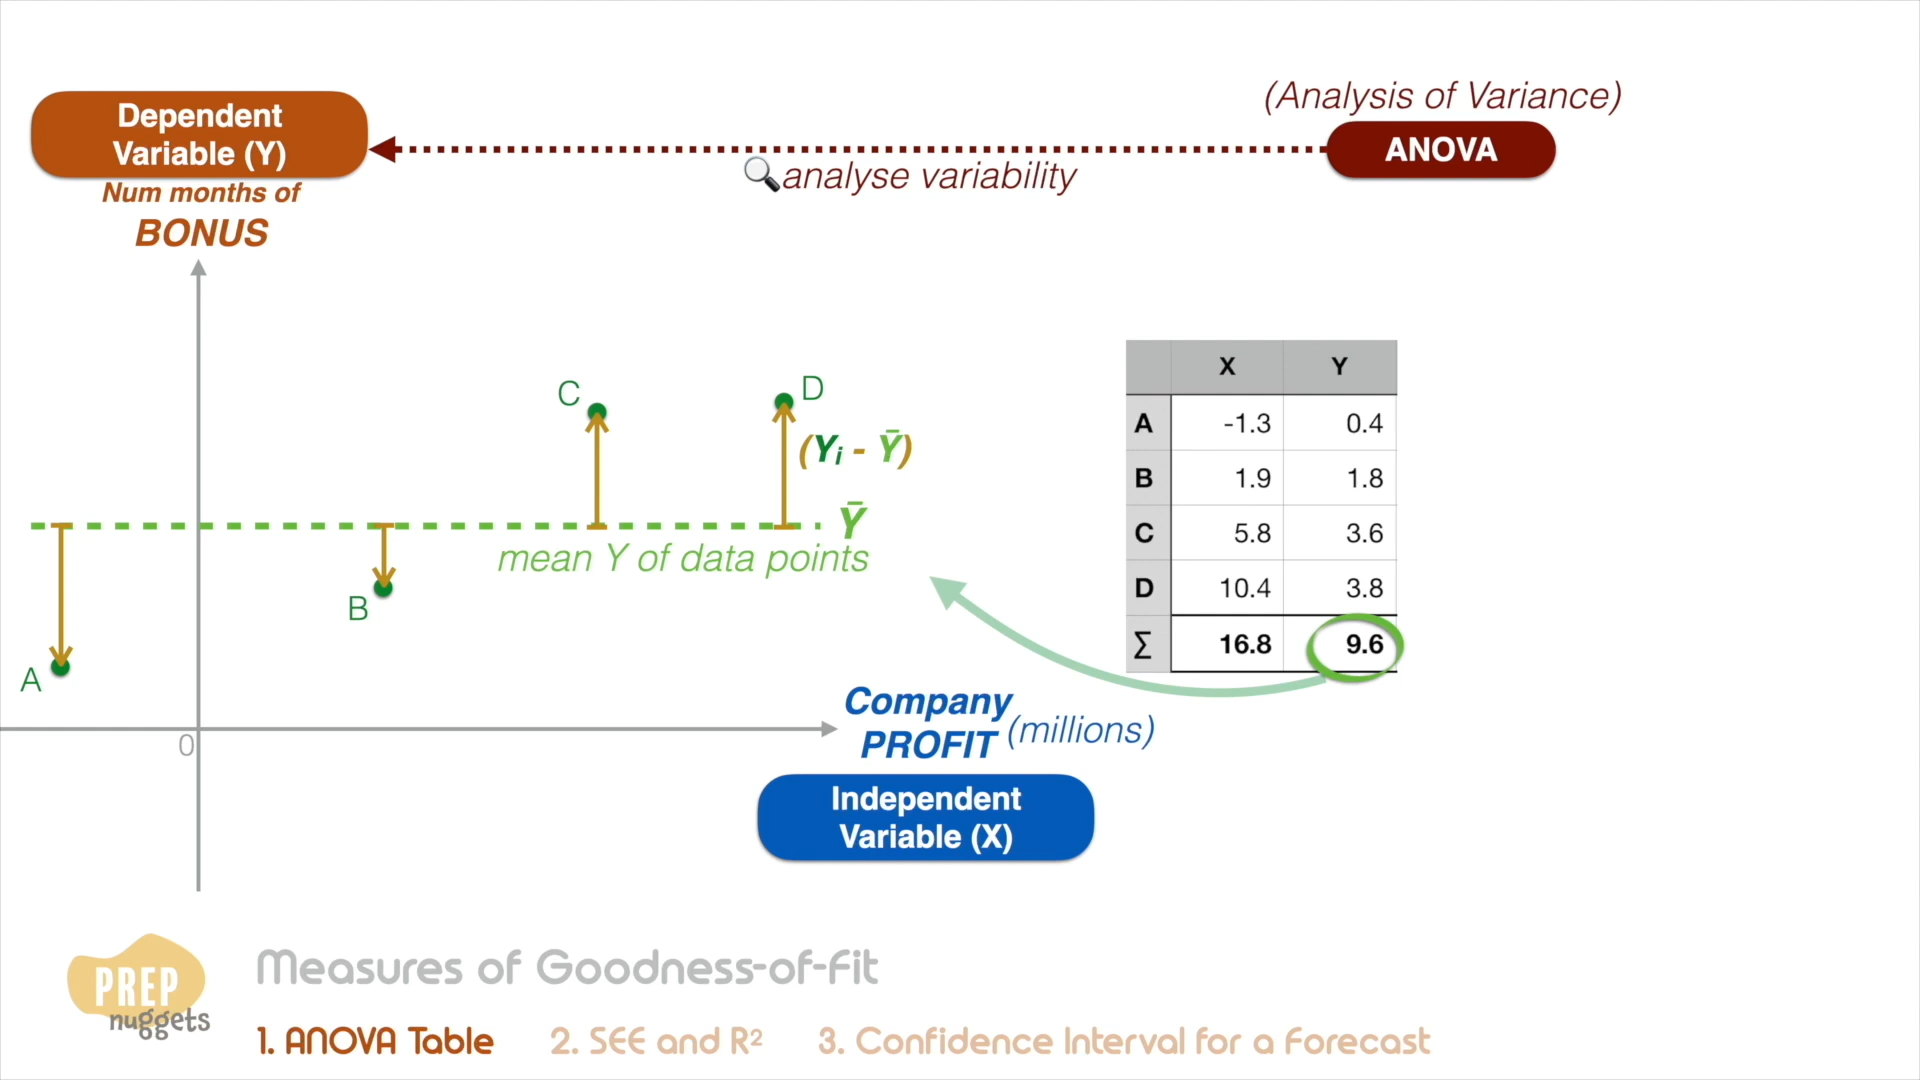 (Analysis of Variance)
Dependent
Variable (Y)
ANOVA
analyse variability
Num months of
BONUS
X Y
A -1.3 0.4
B 1.9 1.8
C 5.8 3.6
D 10.4 3.8
∑ 16.8 9.6
C
D
(Yᵢ - Ȳ)
Ȳ
mean Y of data points
B
A
0
Company
PROFIT (millions)
Independent
Variable (X)
PREP
nuggets
Measures of Goodness-of-Fit
1. ANOVA Table 2. SEE and R² 3. Confidence Interval for a Forecast